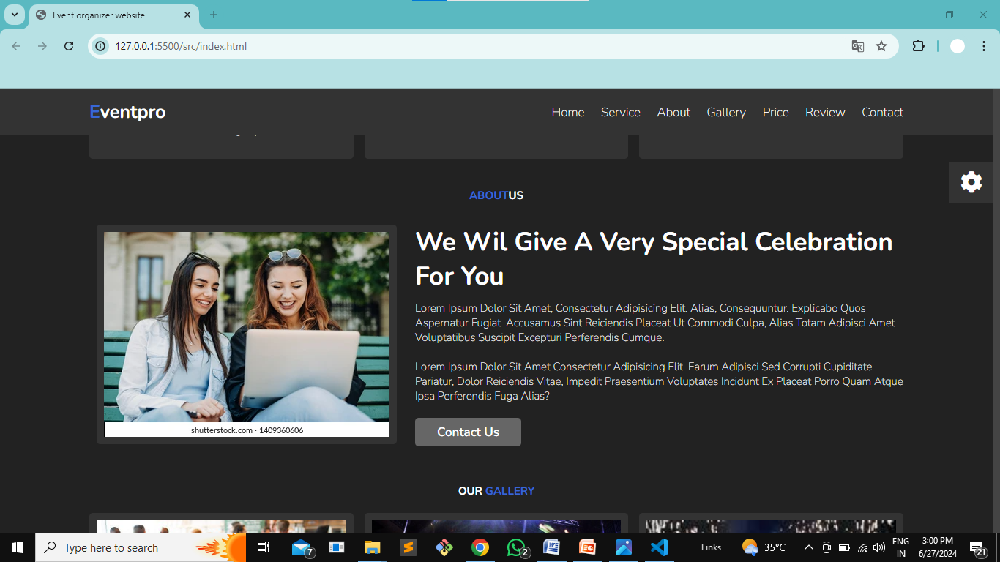 Event organizer website
127.0.0.1:5500/src/index.html
Eventpro
Home Service About Gallery Price Review Contact
ABOUTUS
We Wil Give A Very Special Celebration
For You
Lorem Ipsum Dolor Sit Amet, Consectetur Adipisicing Elit. Alias, Consequuntur. Explicabo Quos
Aspernatur Fugiat. Accusamus Sint Reiciendis Placeat Ut Commodi Culpa, Alias Totam Adipisci Amet
Voluptatibus Suscipit Excepturi Perferendis Cumque.
Lorem Ipsum Dolor Sit Amet Consectetur Adipisicing Elit. Earum Adipisci Sed Corrupti Cupiditate
Pariatur, Dolor Reiciendis Vitae, Impedit Praesentium Voluptates Incidunt Ex Placeat Porro Quam Atque
Ipsa Perferendis Fuga Alias?
shutterstock.com · 1409360606
Contact Us
OUR GALLERY
Type here to search
7
2
Links
35°C
ENG
IN
3:00 PM
6/27/2024
21